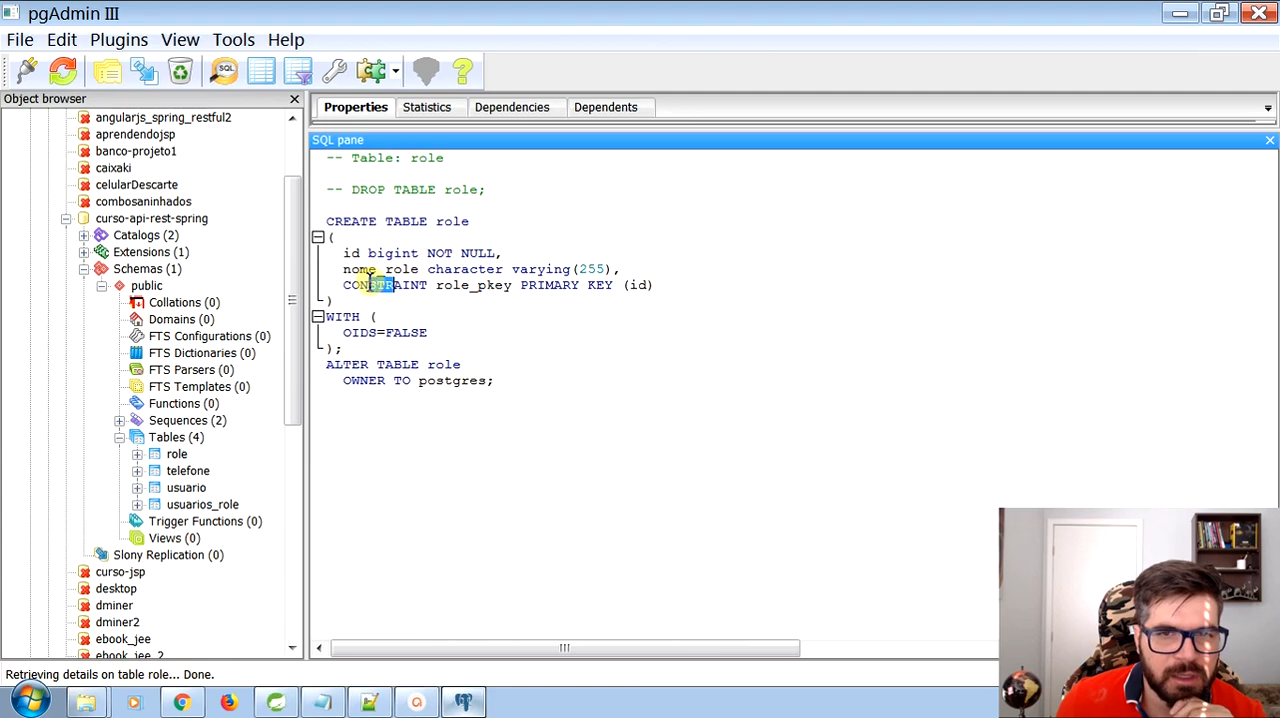 pgAdmin III
File Edit Plugins View Tools Help
SQL
Object browser
angularjs_spring_restful2
aprendendojsp
banco-projeto1
caixaki
celularDescarte
combosaninhados
curso-api-rest-spring
Catalogs (2)
Extensions (1)
Schemas (1)
public
Collations (0)
Domains (0)
FTS Configurations (0)
FTS Dictionaries (0)
FTS Parsers (0)
FTS Templates (0)
Functions (0)
Sequences (2)
Tables (4)
role
telefone
usuario
usuarios_role
Trigger Functions (0)
Views (0)
Slony Replication (0)
curso-jsp
desktop
dminer
dminer2
ebook_jee
ebook_jee_2
Properties Statistics Dependencies Dependents
SQL pane
-- Table: role
-- DROP TABLE role;
CREATE TABLE role
(
id bigint NOT NULL,
nome_role character varying(255),
CONSTRAINT role_pkey PRIMARY KEY (id)
)
WITH (
OIDS=FALSE
);
ALTER TABLE role
OWNER TO postgres;
Retrieving details on table role... Done.